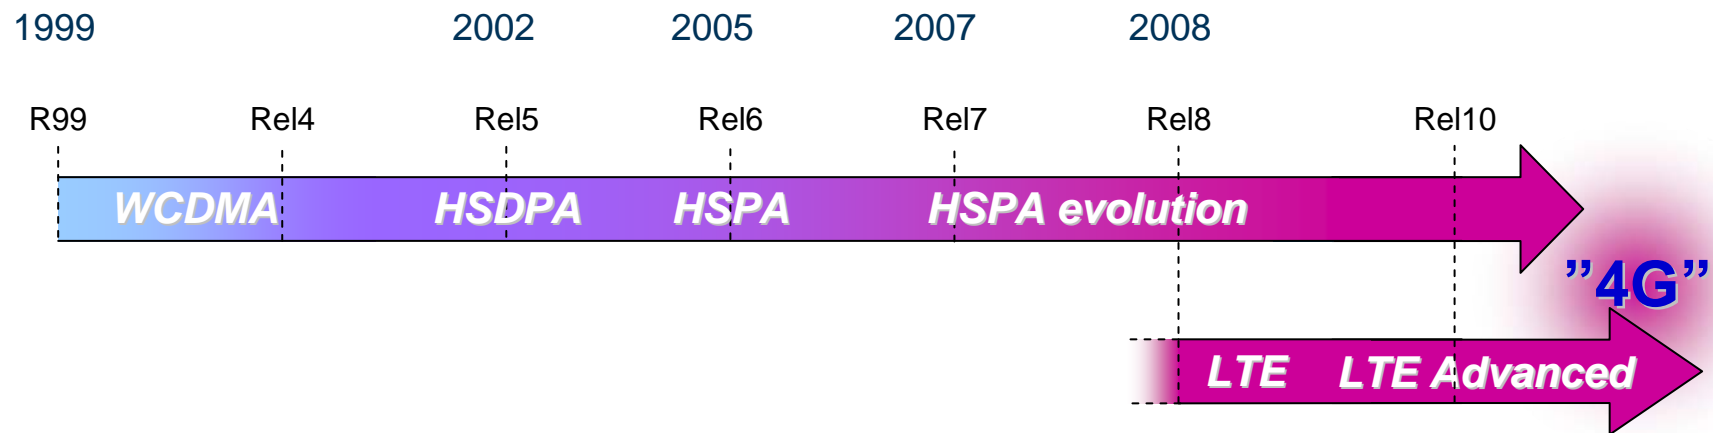 1999 2002 2005 2007 2008
R99 Rel4 Rel5 Rel6 Rel7 Rel8 Rel10
WCDMA HSDPA HSPA HSPA evolution
”4G”
LTE LTE Advanced